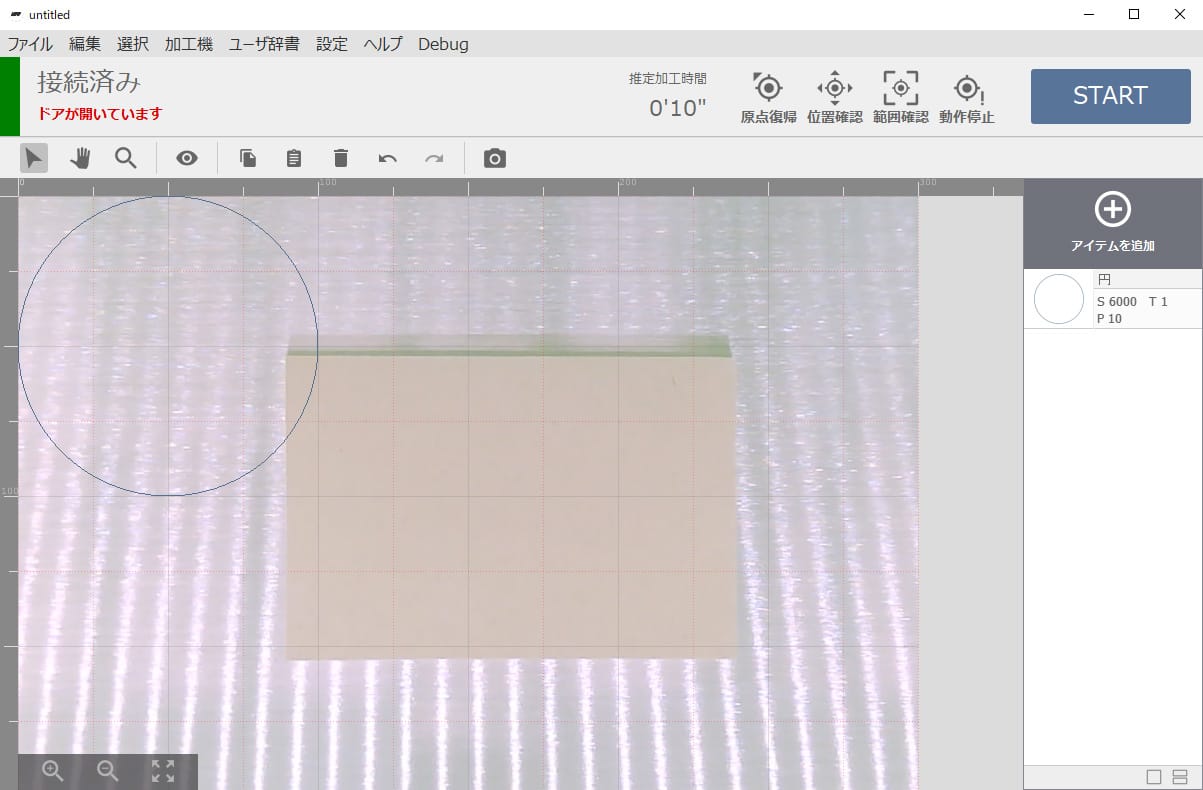 untitled
ファイル 編集 選択 加工機 ユーザ辞書 設定 ヘルプ Debug
接続済み
ドアが開いています
推定加工時間
0'10"
原点復帰 位置確認 範囲確認 動作停止
START
0 100 200 300
アイテムを追加
円
S 6000 T 1
P 10
100